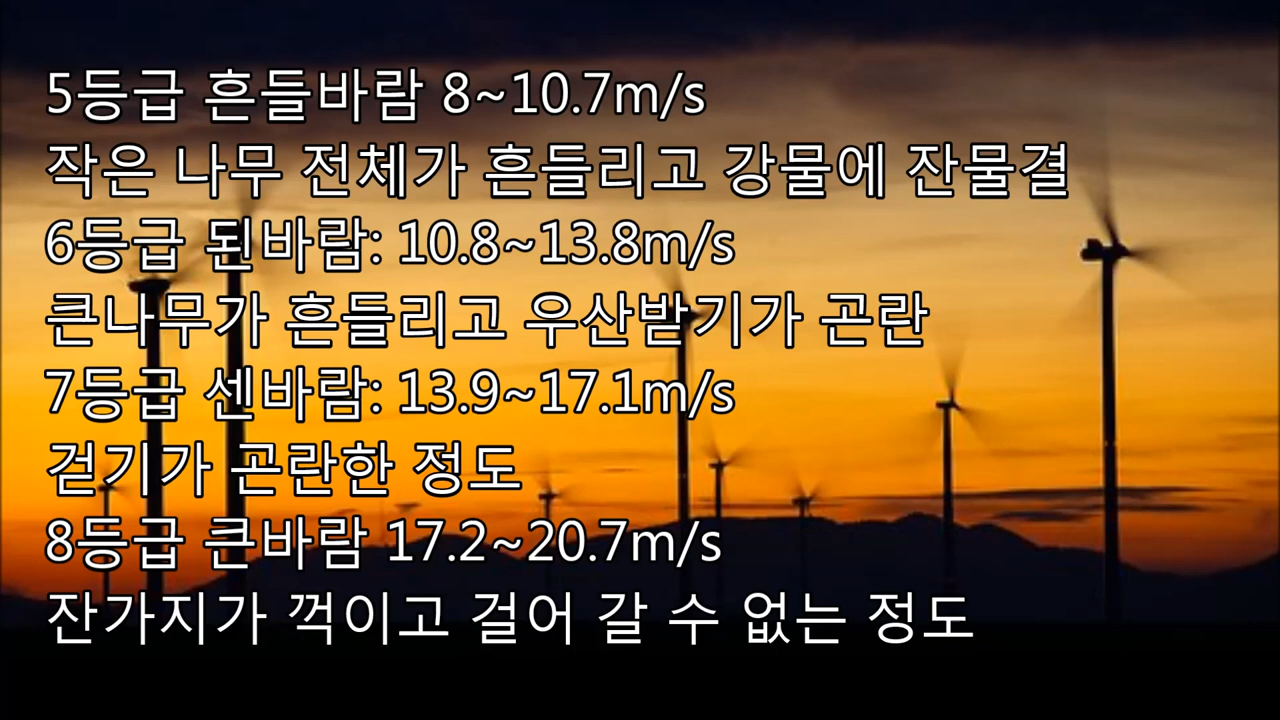 5등급 흔들바람 8~10.7m/s
작은 나무 전체가 흔들리고 강물에 잔물결
6등급 된바람: 10.8~13.8m/s
큰나무가 흔들리고 우산받기가 곤란
7등급 센바람: 13.9~17.1m/s
걷기가 곤란한 정도
8등급 큰바람 17.2~20.7m/s
잔가지가 꺽이고 걸어 갈 수 없는 정도